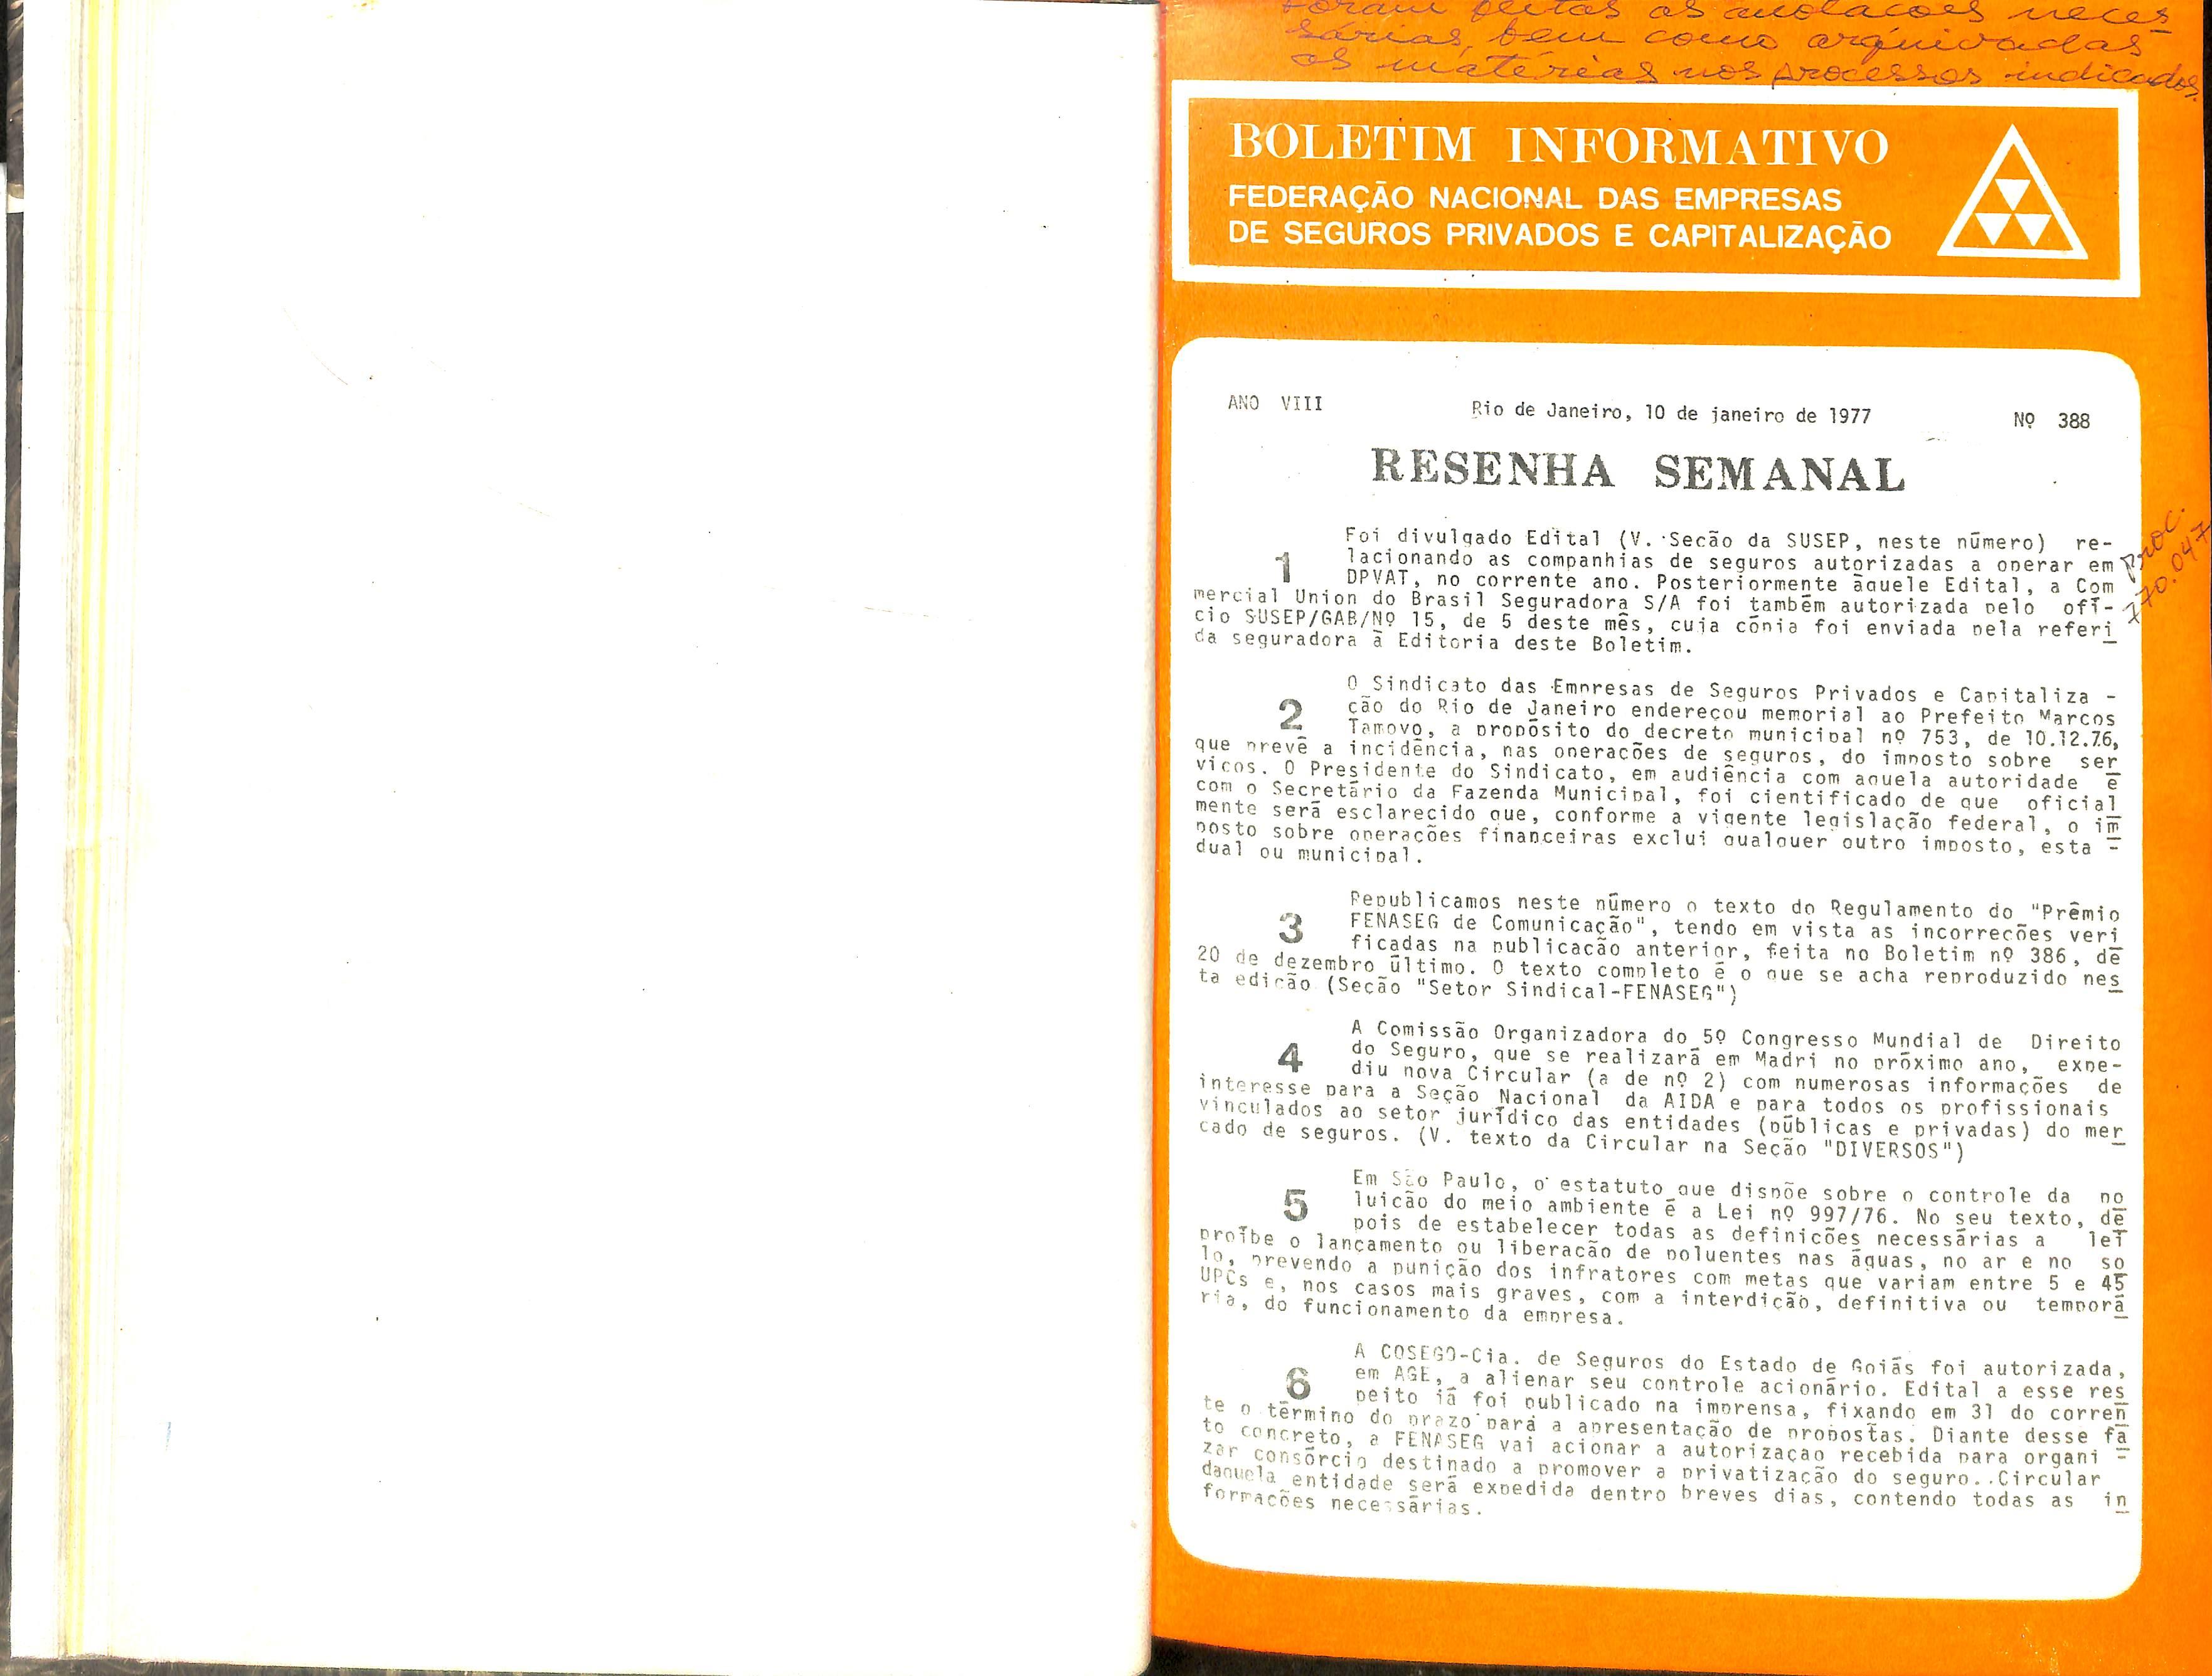 Foram feitas as anotações neces-
sárias, bem como arquivadas
as matérias nos processos indicados.
BOLETIM INFORMATIVO
FEDERAÇÃO NACIONAL DAS EMPRESAS
DE SEGUROS PRIVADOS E CAPITALIZAÇÃO
ANO VIII
Rio de Janeiro, 10 de janeiro de 1977
Nº 388
RESENHA SEMANAL
proc.
770.047
1
Foi divulgado Edital (V. Seção da SUSEP, neste número) re-
lacionando as companhias de seguros autorizadas a operar em
DPVAT, no corrente ano. Posteriormente àquele Edital, a Com
mercial Union do Brasil Seguradora S/A foi também autorizada pelo ofí-
cio SUSEP/GAB/Nº 15, de 5 deste mês, cuja cópia foi enviada pela referi
da seguradora à Editoria deste Boletim.
2
O Sindicato das Empresas de Seguros Privados e Capitaliza -
ção do Rio de Janeiro endereçou memorial ao Prefeito Marcos
Tamoyo, a propósito do decreto municipal nº 753, de 10.12.76,
que prevê a incidência, nas operações de seguros, do imposto sobre ser
viços. O Presidente do Sindicato, em audiência com aquela autoridade e
com o Secretário da Fazenda Municipal, foi cientificado de que oficial
mente será esclarecido que, conforme a vigente legislação federal, o im
posto sobre operações financeiras exclui qualquer outro imposto, esta -
dual ou municipal.
3
Republicamos neste número o texto do Regulamento do "Prêmio
FENASEG de Comunicação", tendo em vista as incorreções veri
ficadas na publicação anterior, feita no Boletim nº 386, de
20 de dezembro último. O texto completo é o que se acha reproduzido nes
ta edição (Seção "Setor Sindical-FENASEG")
4
A Comissão Organizadora do 5º Congresso Mundial de Direito
do Seguro, que se realizará em Madri no próximo ano, expe-
diu nova Circular (a de nº 2) com numerosas informações de
interesse para a Seção Nacional da AIDA e para todos os profissionais
vinculados ao setor jurídico das entidades (públicas e privadas) do mer
cado de seguros. (V. texto da Circular na Seção "DIVERSOS")
5
Em São Paulo, o estatuto que dispõe sobre o controle da po
luição do meio ambiente é a Lei nº 997/76. No seu texto, de
pois de estabelecer todas as definições necessárias a lei
proíbe o lançamento ou liberação de poluentes nas águas, no ar e no so
lo, prevendo a punição dos infratores com metas que variam entre 5 e 45
UPCs e, nos casos mais graves, com a interdição, definitiva ou temporá
ria, do funcionamento da empresa.
6
A COSEGO-Cia. de Seguros do Estado de Goiás foi autorizada,
em AGE, a alienar seu controle acionário. Edital a esse res
peito já foi publicado na imprensa, fixando em 31 do corren
te o término do prazo para a apresentação de propostas. Diante desse fa
to concreto, a FENASEG vai acionar a autorização recebida para organi -
zar consórcio destinado a promover a privatização do seguro..Circular
daquela entidade será expedida dentro breves dias, contendo todas as in
formações necessárias.